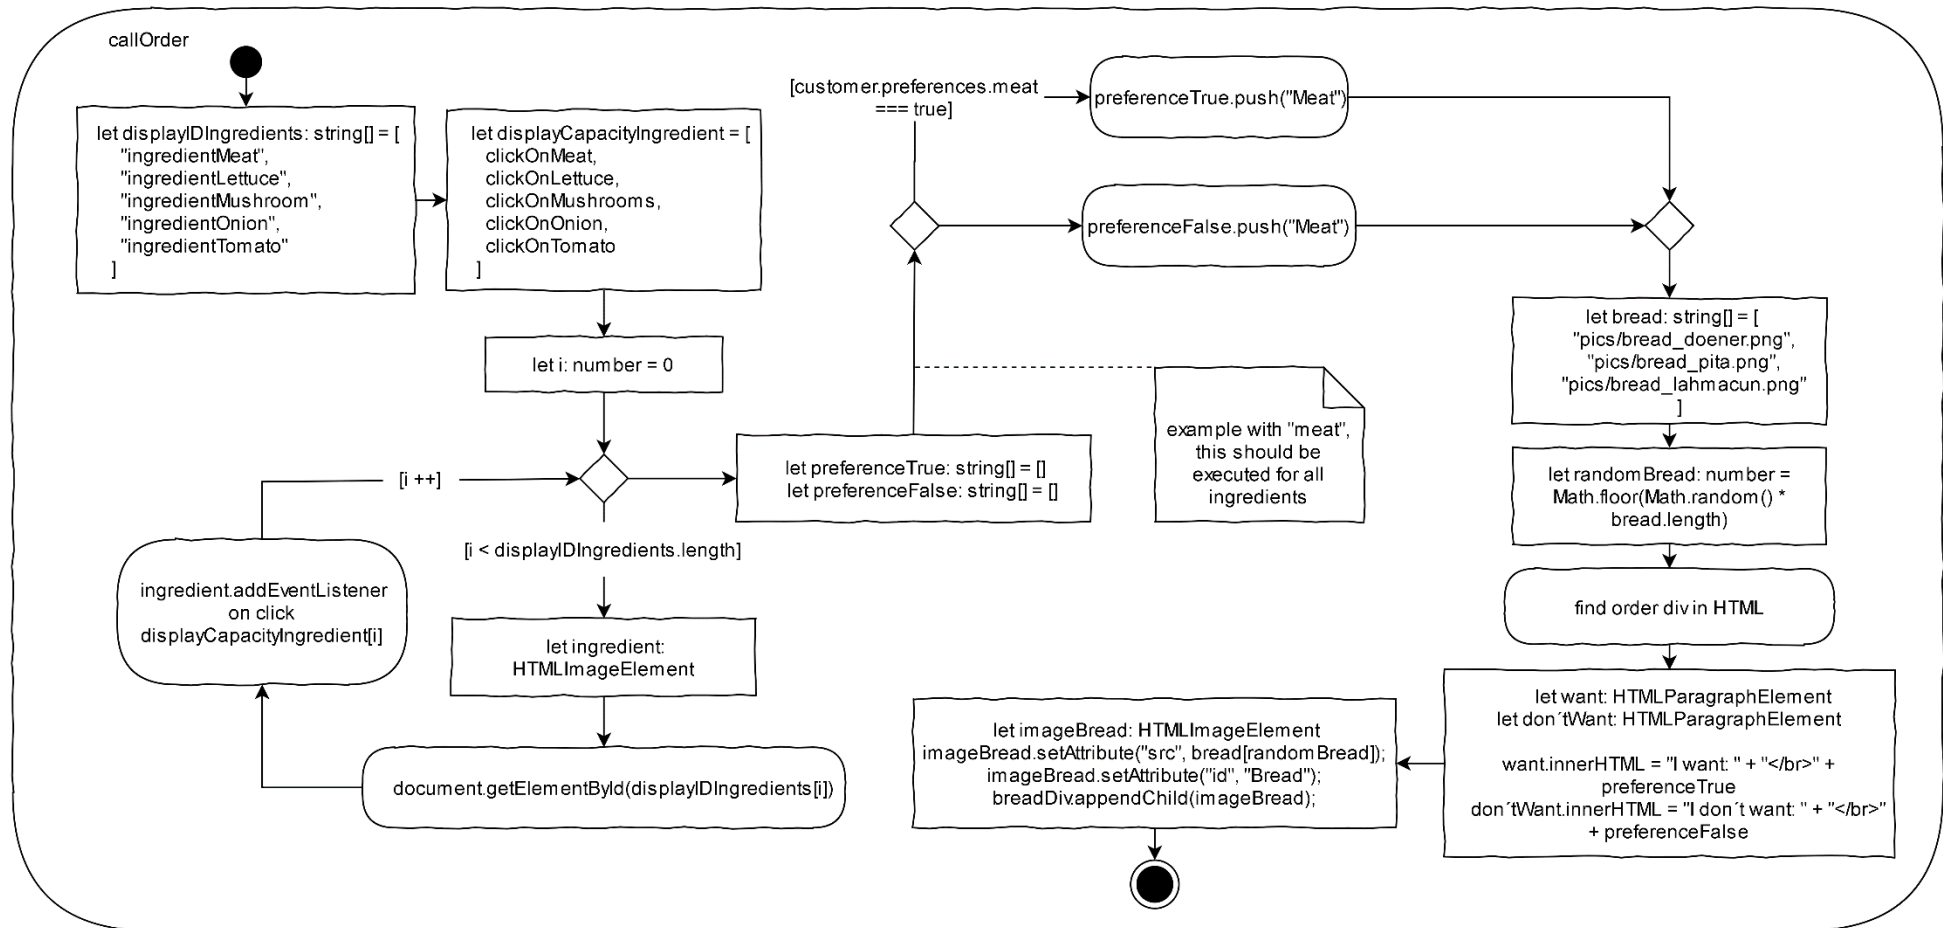 callOrder
let displayIDIngredients: string[] = [
"ingredientMeat",
"ingredientLettuce",
"ingredientMushroom",
"ingredientOnion",
"ingredientTomato"
]
let displayCapacityIngredient = [
clickOnMeat,
clickOnLettuce,
clickOnMushrooms,
clickOnOnion,
clickOnTomato
]
let i: number = 0
[i ++]
[i < displayIDIngredients.length]
let ingredient:
HTMLImageElement
document.getElementById(displayIDIngredients[i])
ingredient.addEventListener
on click
displayCapacityIngredient[i]
let preferenceTrue: string[] = []
let preferenceFalse: string[] = []
example with "meat",
this should be
executed for all
ingredients
[customer.preferences.meat
=== true]
preferenceTrue.push("Meat")
preferenceFalse.push("Meat")
let bread: string[] = [
"pics/bread_doener.png",
"pics/bread_pita.png",
"pics/bread_lahmacun.png"
]
let randomBread: number =
Math.floor(Math.random() *
bread.length)
find order div in HTML
let want: HTMLParagraphElement
let don´tWant: HTMLParagraphElement
want.innerHTML = "I want: " + "</br>" +
preferenceTrue
don´tWant.innerHTML = "I don´t want: " + "</br>"
+ preferenceFalse
let imageBread: HTMLImageElement
imageBread.setAttribute("src", bread[randomBread]);
imageBread.setAttribute("id", "Bread");
breadDiv.appendChild(imageBread);